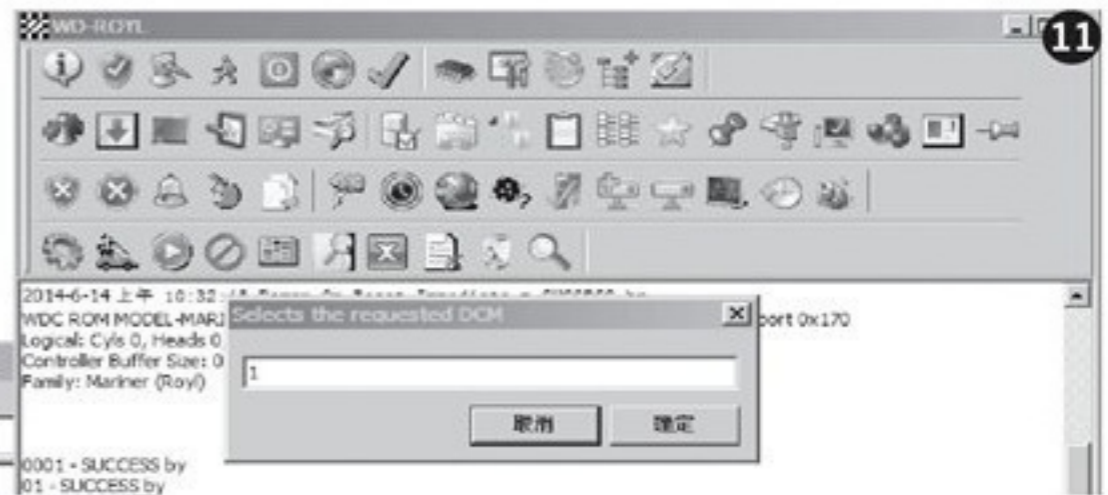 WD-ROYL
11
2014-6-14 上午 10:32:
WDC ROM MODEL-MARI
port 0x170
Logical: Cyls 0, Heads 0
Controller Buffer Size: 0
Family: Mariner (Royl)
Selects the requested DCM
1
取消
確定
0001 - SUCCESS by
01 - SUCCESS by